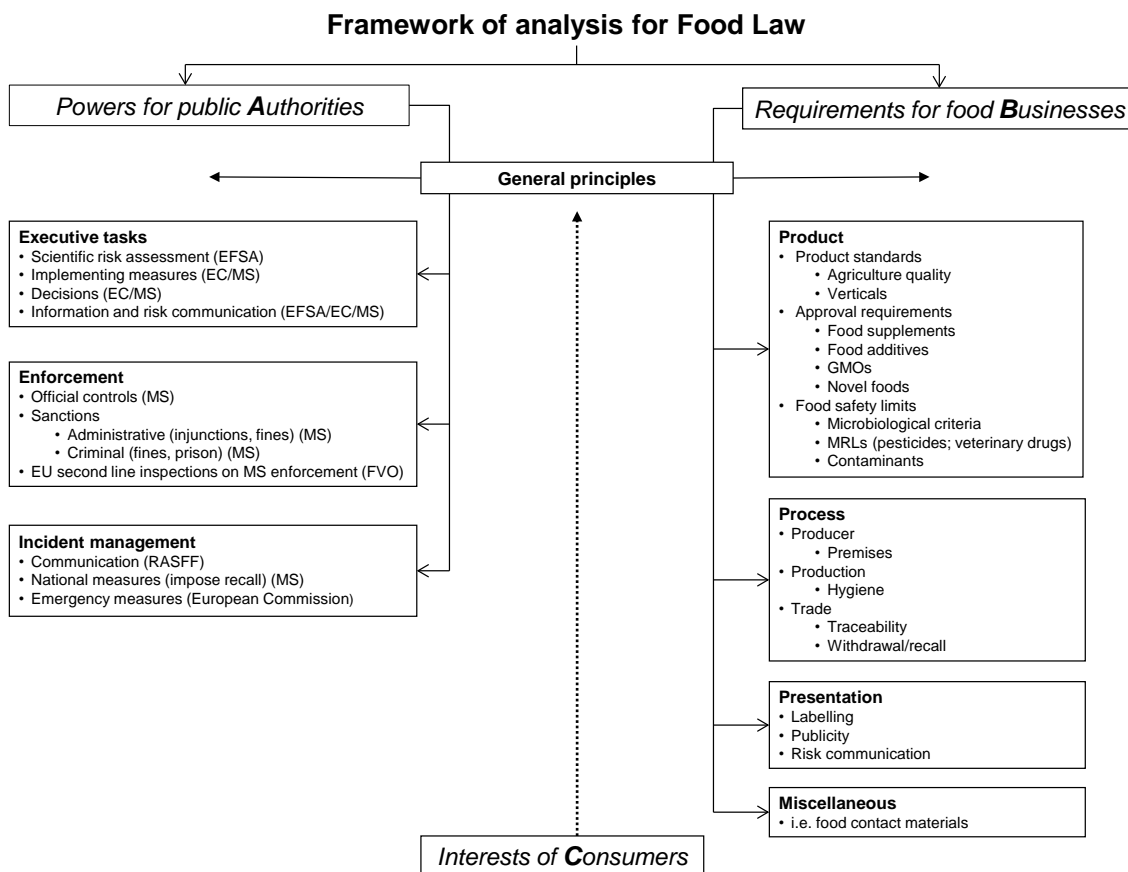 Framework of analysis for Food Law
Powers for public Authorities
Requirements for food Businesses
General principles
Executive tasks
• Scientific risk assessment (EFSA)
• Implementing measures (EC/MS)
• Decisions (EC/MS)
• Information and risk communication (EFSA/EC/MS)
Enforcement
• Official controls (MS)
• Sanctions
• Administrative (injunctions, fines) (MS)
• Criminal (fines, prison) (MS)
• EU second line inspections on MS enforcement (FVO)
Incident management
• Communication (RASFF)
• National measures (impose recall) (MS)
• Emergency measures (European Commission)
Product
• Product standards
• Agriculture quality
• Verticals
• Approval requirements
• Food supplements
• Food additives
• GMOs
• Novel foods
• Food safety limits
• Microbiological criteria
• MRLs (pesticides; veterinary drugs)
• Contaminants
Process
• Producer
• Premises
• Production
• Hygiene
• Trade
• Traceability
• Withdrawal/recall
Presentation
• Labelling
• Publicity
• Risk communication
Miscellaneous
• i.e. food contact materials
Interests of Consumers